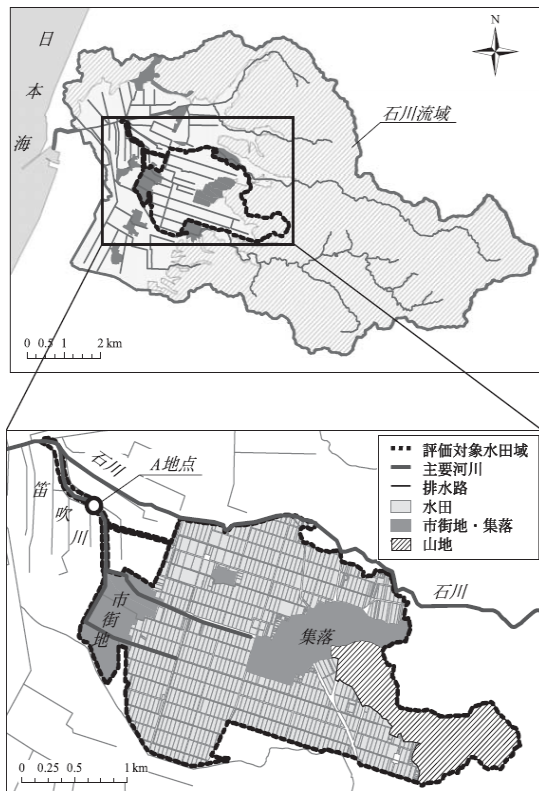 日本海
N
石川流域
0 0.5 1 2 km
石川
A地点
笛吹川
評価対象水田域
主要河川
排水路
水田
市街地・集落
山地
石川
市街地
集落
0 0.25 0.5 1 km